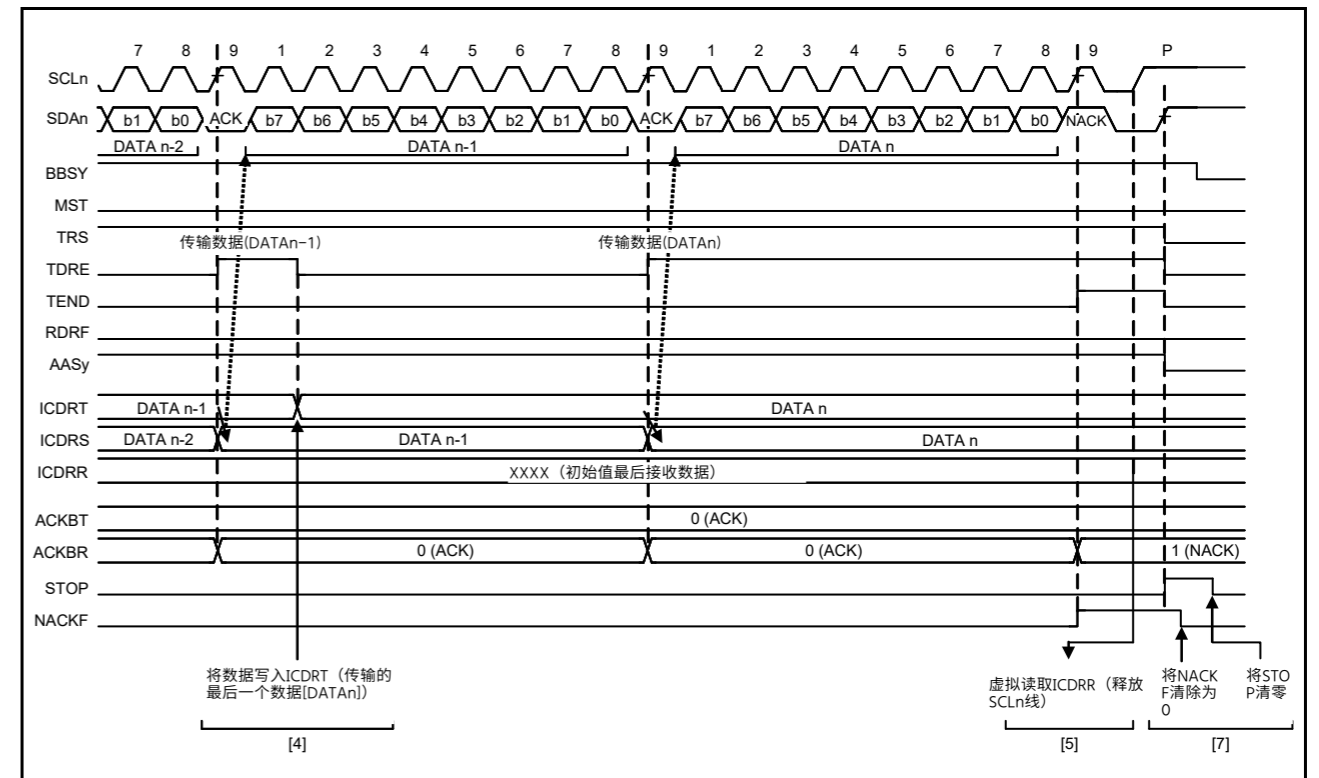 7 8 9 1 2 3 4 5 6 7 8 9 1 2 3 4 5 6 7 8 9 P
SCLn
SDAn b1 b0 ACK b7 b6 b5 b4 b3 b2 b1 b0 ACK b7 b6 b5 b4 b3 b2 b1 b0 NACK
DATA n-2 DATA n-1 DATA n
BBSY
MST
TRS
传输数据(DATAn-1) 传输数据(DATAn)
TDRE
TEND
RDRF
AASy
ICDRT DATA n-1 DATA n
ICDRS DATA n-2 DATA n-1 DATA n
ICDRR XXXX（初始值最后接收数据）
ACKBT 0 (ACK)
ACKBR 0 (ACK) 0 (ACK) 1 (NACK)
STOP
NACKF
将数据写入ICDRT（传输的
最后一个数据[DATAn]）
虚拟读取ICDRR（释放
SCLn线）
将NACK
F清除为
0
将STO
P清零
[4] [5] [7]